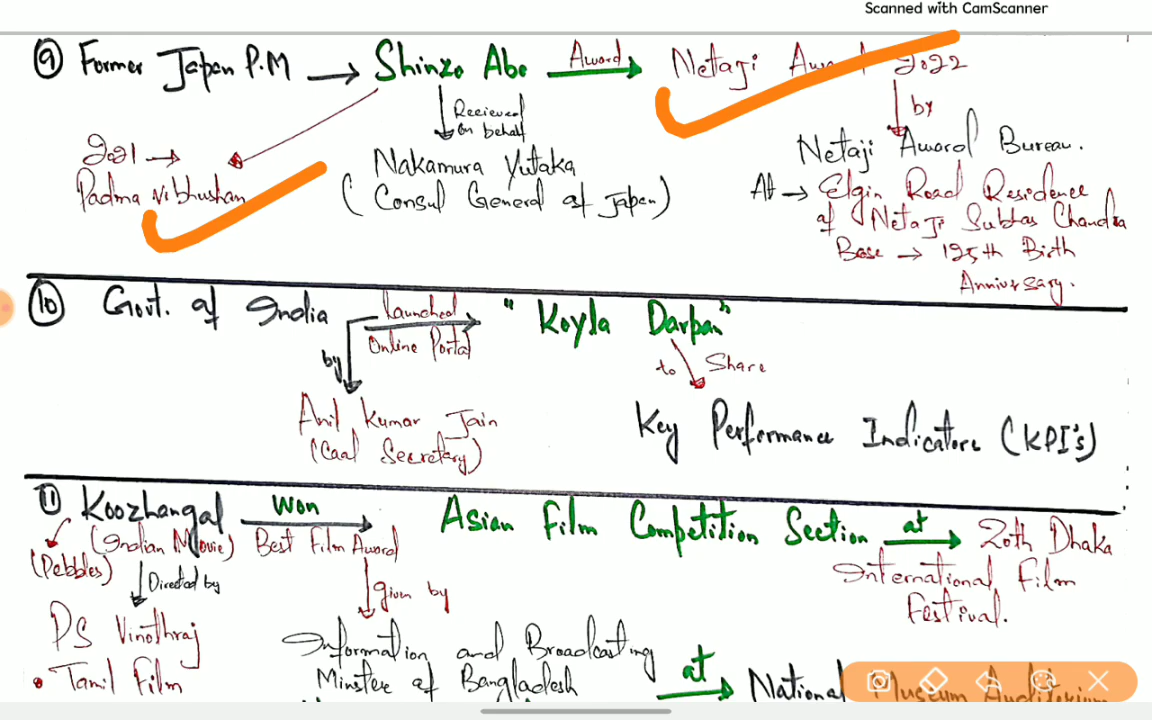 Scanned with CamScanner
9 Former Japan P.M → Shinzo Abe Award → Netaji Award 2022
Recieved on behalf
by
2021 →
Padma Vibhushan
Nakamura Yutaka
(Consul General of Japan)
Netaji Award Bureau.
At → Elgin Road Residence
of Netaji Subhas Chandra
Bose → 125th Birth
Anniversary.
10 Govt. of India launched → "Koyla Darpan"
Online Portal
by
to Share
Anil Kumar Jain
(Coal Secretary)
Key Performance Indicators (KPI's)
11 Koozhangal won → Asian Film Competition Section at → 20th Dhaka
(Indian Movie) Best Film Award
International Film
Festival.
(Pebbles)
Directed by
given by
PS Vinothraj
• Tamil Film
Information and Broadcasting
Minster of Bangladesh at → National Museum Auditorium